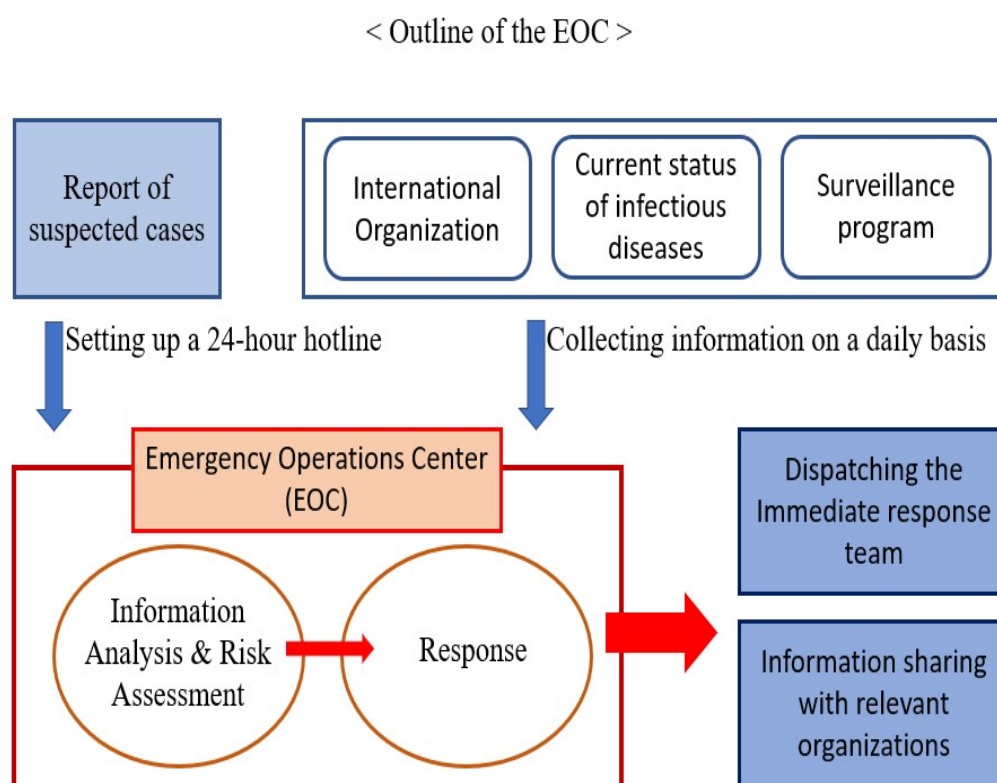 < Outline of the EOC >
Report of
suspected cases
International
Organization
Current status
of infectious
diseases
Surveillance
program
Setting up a 24-hour hotline
Collecting information on a daily basis
Emergency Operations Center
(EOC)
Information
Analysis & Risk
Assessment
Response
Dispatching the
Immediate response
team
Information sharing
with relevant
organizations